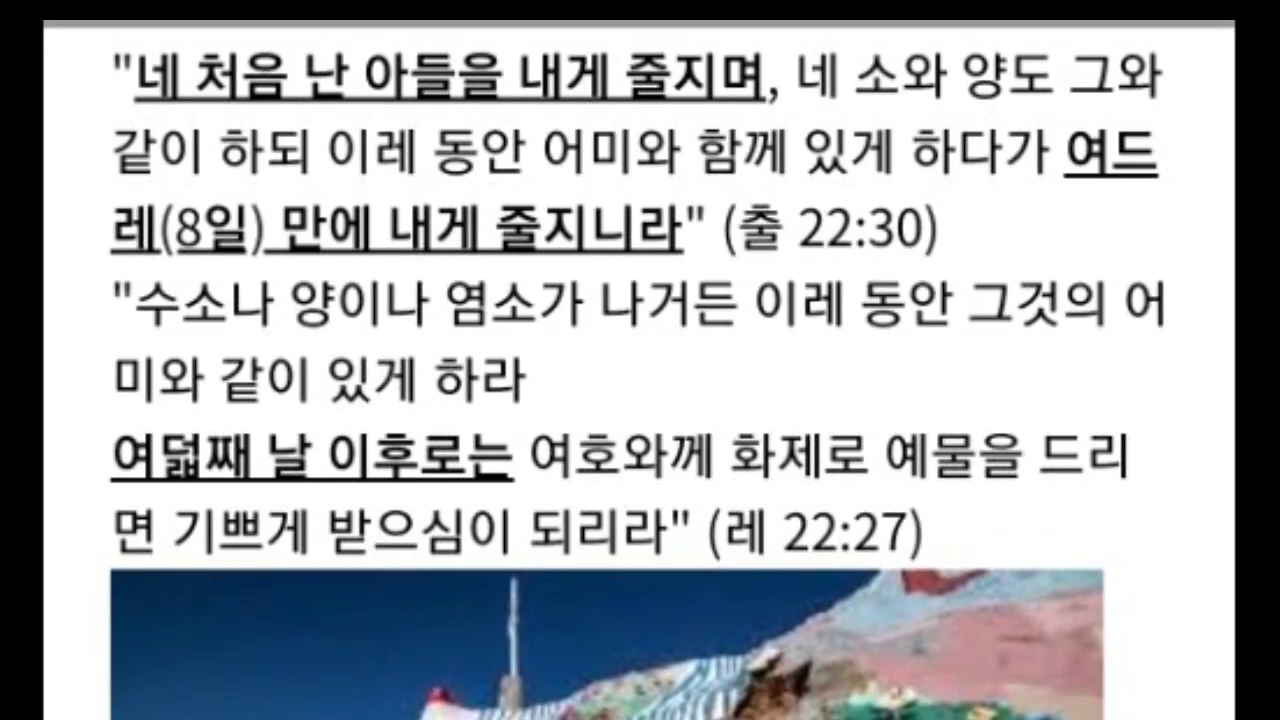 "네 처음 난 아들을 내게 줄지며, 네 소와 양도 그와
같이 하되 이레 동안 어미와 함께 있게 하다가 여드
레(8일) 만에 내게 줄지니라" (출 22:30)
"수소나 양이나 염소가 나거든 이레 동안 그것의 어
미와 같이 있게 하라
여덟째 날 이후로는 여호와께 화제로 예물을 드리
면 기쁘게 받으심이 되리라" (레 22:27)